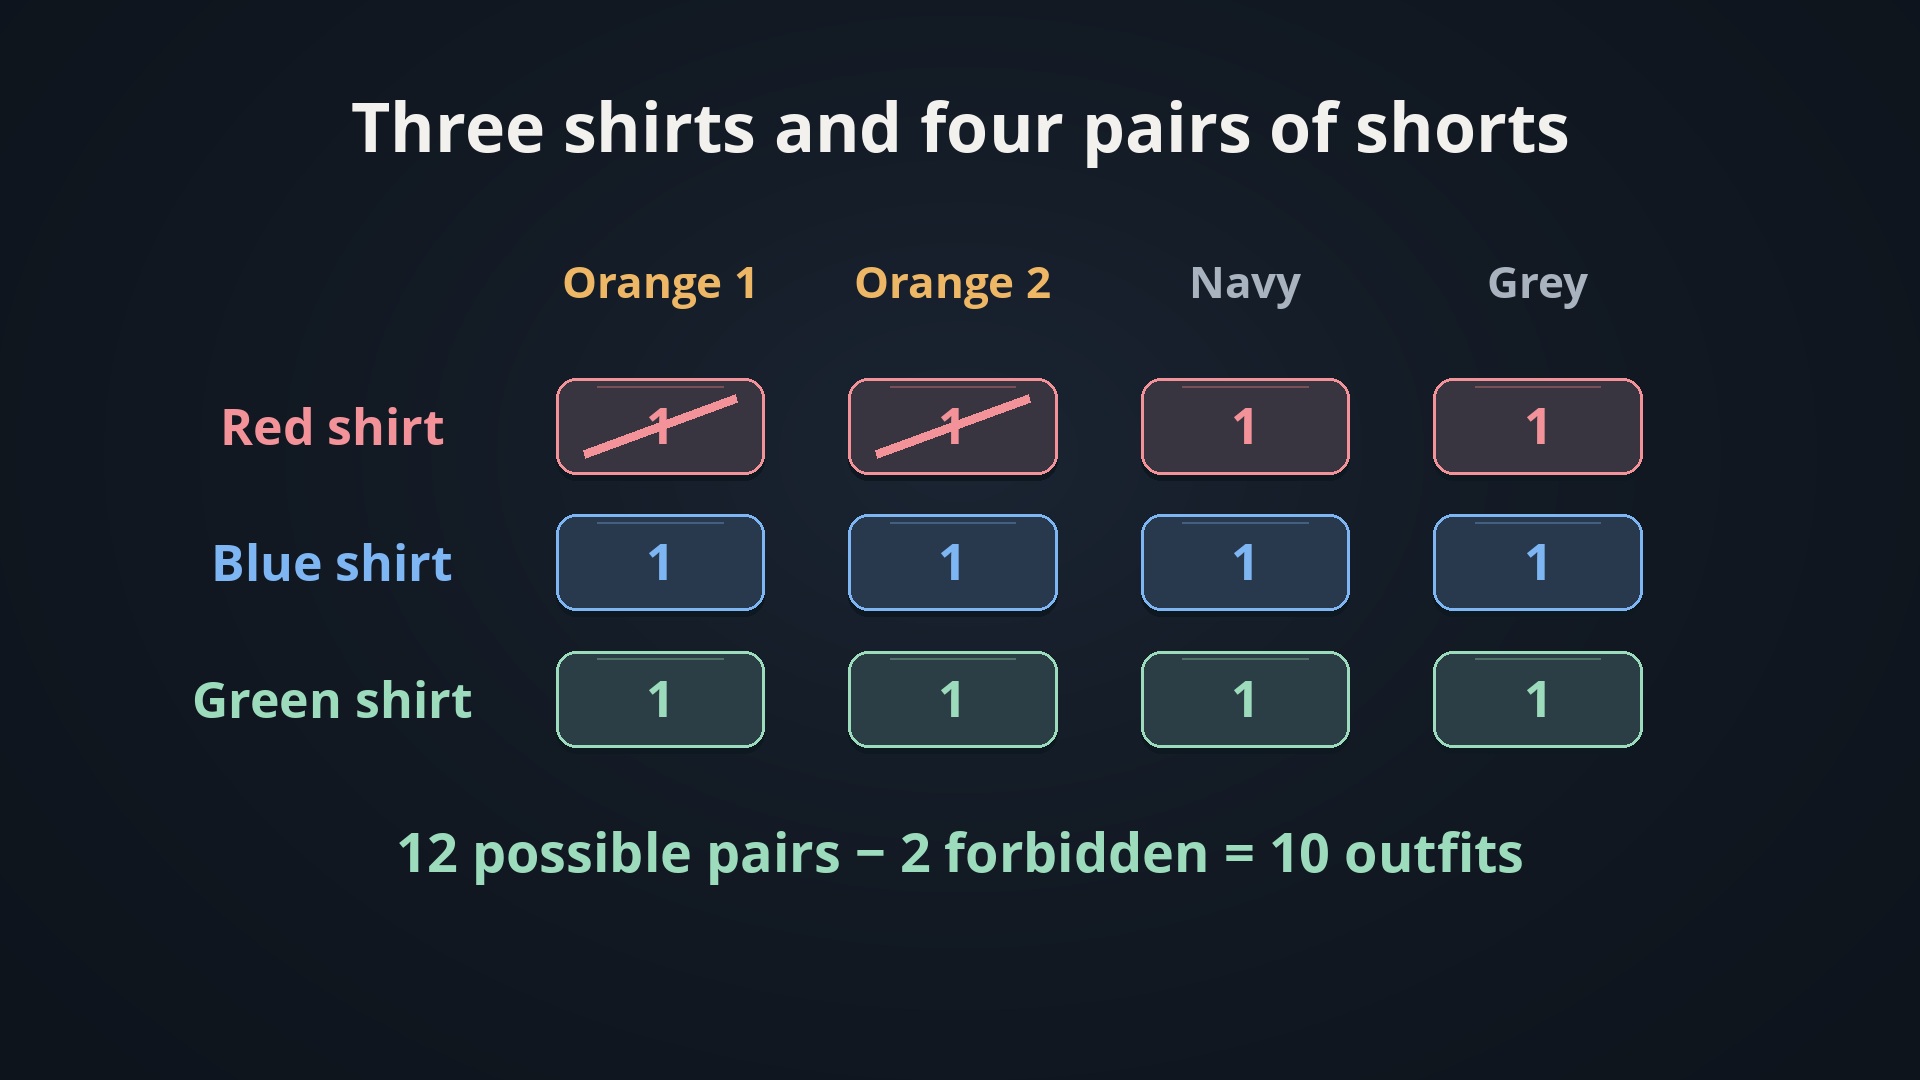 Three shirts and four pairs of shorts
Orange 1 Orange 2 Navy Grey
Red shirt 1 1 1 1
Blue shirt 1 1 1 1
Green shirt 1 1 1 1
12 possible pairs − 2 forbidden = 10 outfits